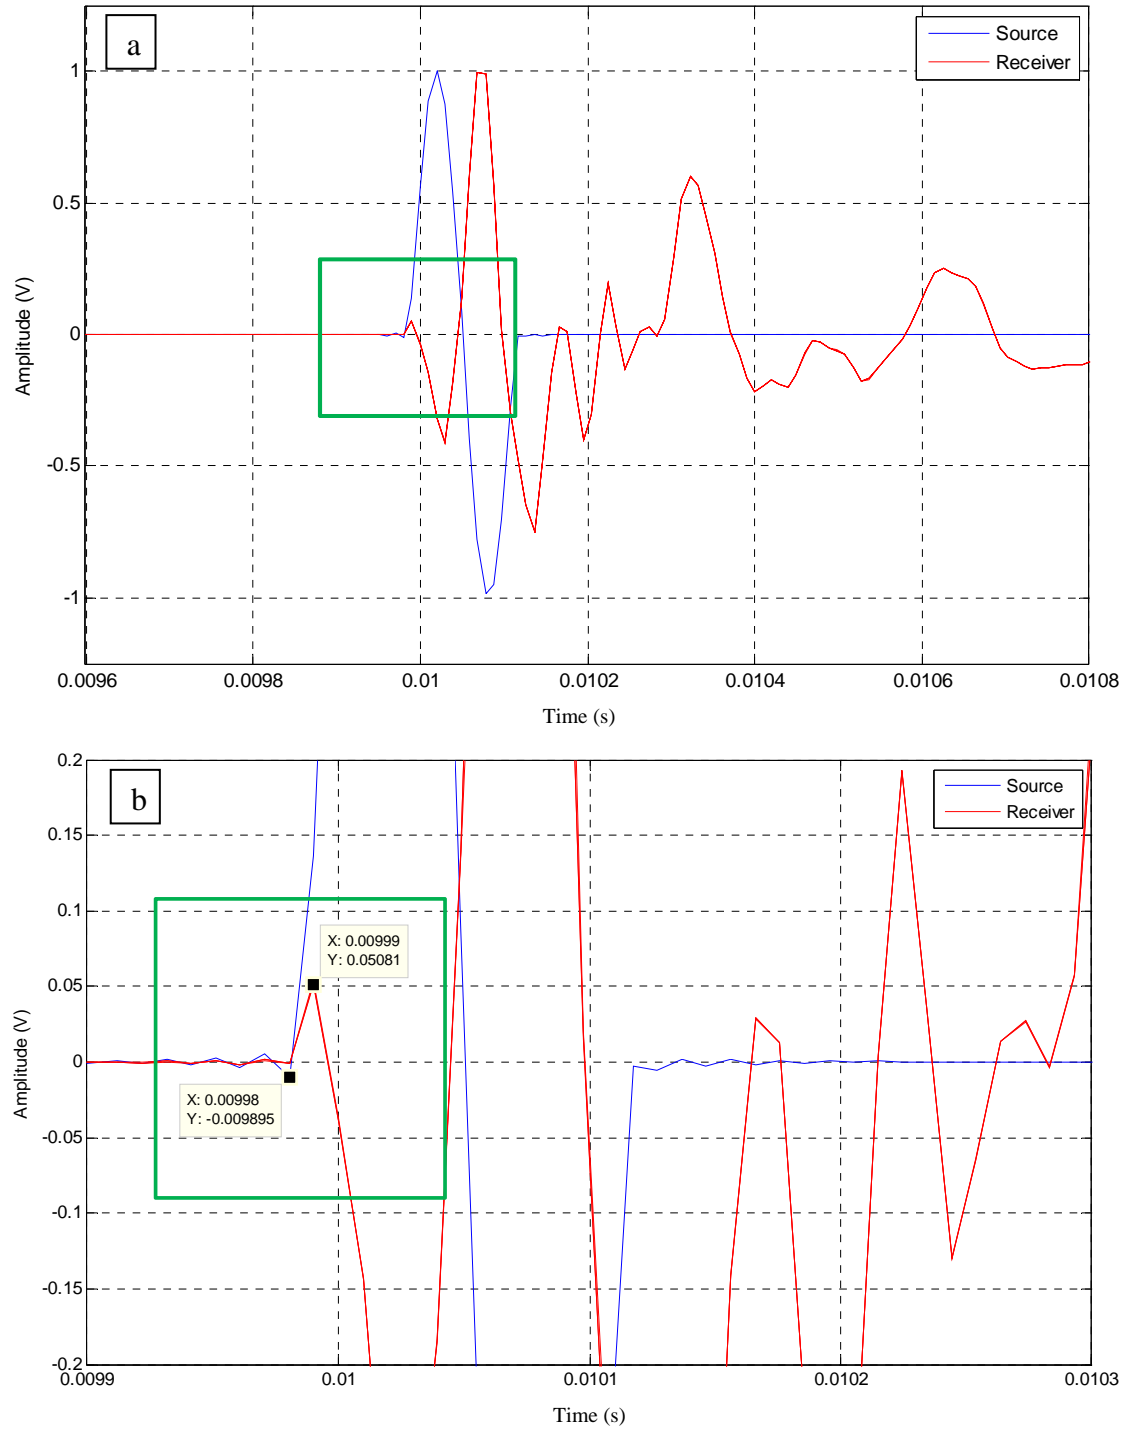 a
Source
Receiver
1
0.5
0
-0.5
-1
Amplitude (V)
0.0096
0.0098
0.01
0.0102
0.0104
0.0106
0.0108
Time (s)
b
Source
Receiver
0.2
0.15
0.1
0.05
0
-0.05
-0.1
-0.15
-0.2
Amplitude (V)
X: 0.00999
Y: 0.05081
X: 0.00998
Y: -0.009895
0.0099
0.01
0.0101
0.0102
0.0103
Time (s)